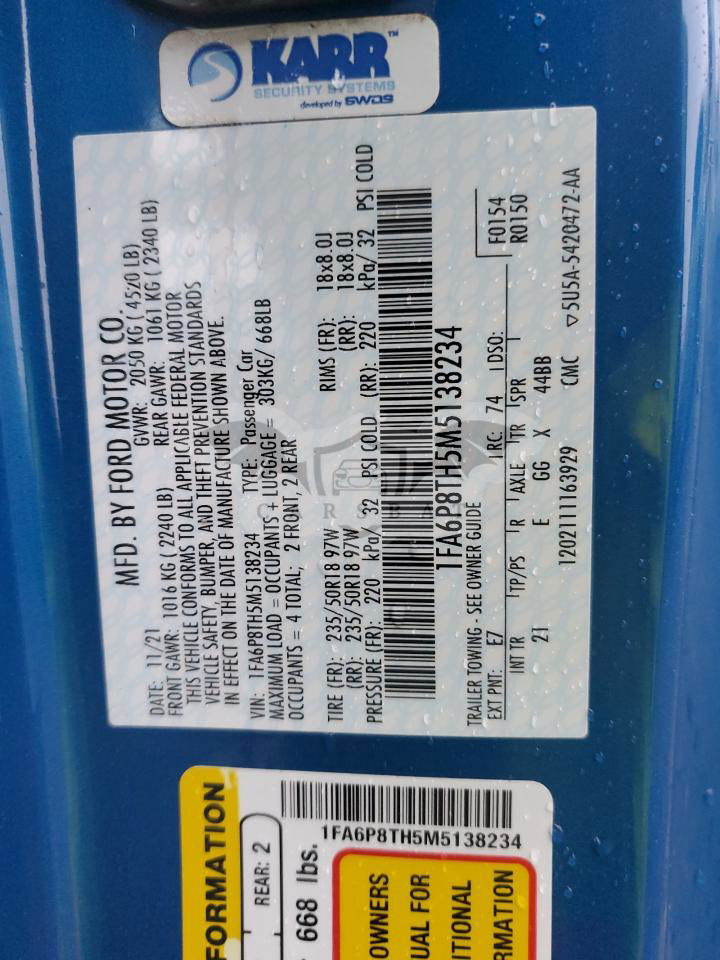 KARR™
SECURITY SYSTEMS
developed by SWDS
MFD. BY FORD MOTOR CO.
DATE: 11/21 GVWR: 2050 KG ( 4520 LB)
FRONT GAWR: 1016 KG ( 2240 LB) REAR GAWR: 1061 KG ( 2340 LB)
THIS VEHICLE CONFORMS TO ALL APPLICABLE FEDERAL MOTOR
VEHICLE SAFETY, BUMPER, AND THEFT PREVENTION STANDARDS
IN EFFECT ON THE DATE OF MANUFACTURE SHOWN ABOVE.
VIN: 1FA6P8TH5M5138234 TYPE: Passenger Car
MAXIMUM LOAD = OCCUPANTS + LUGGAGE = 303KG/ 668LB
OCCUPANTS = 4 TOTAL; 2 FRONT, 2 REAR
TIRE (FR): 235/50R18 97W RIMS (FR): 18x8.0J
(RR): 235/50R18 97W (RR): 18x8.0J
PRESSURE (FR): 220 kPa/ 32 PSI COLD (RR): 220 kPa/ 32 PSI COLD
1FA6P8TH5M5138234
TRAILER TOWING - SEE OWNER GUIDE
F0154
R0150
EXT PNT: E7 RC: 74 DSO:
INT TR TP/PS R AXLE TR SPR
21 E GG X 44BB
1202111163929 CMC ▽5U5A-5420472-AA
CARSBAT
FORMATION
REAR: 2
668 lbs.
1FA6P8TH5M5138234
OWNERS
UAL FOR
ITIONAL
RMATION